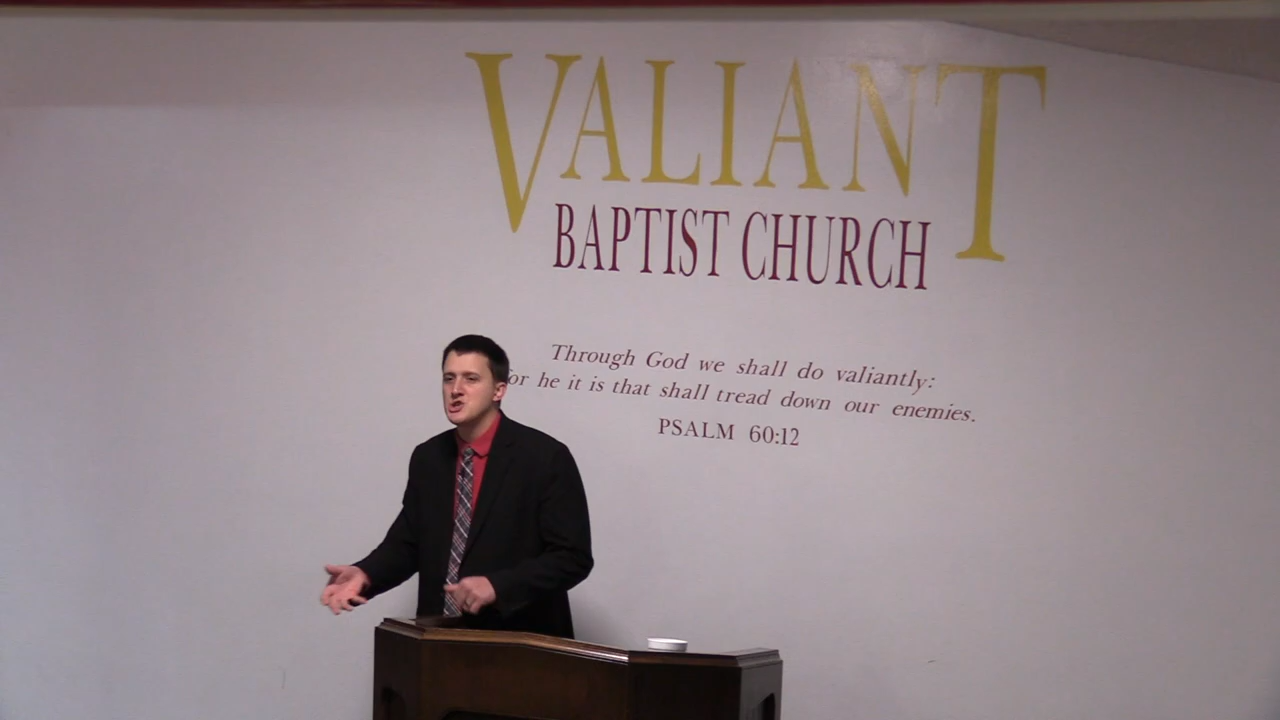 VALIANT
BAPTIST CHURCH
Through God we shall do valiantly:
or he it is that shall tread down our enemies.
PSALM 60:12